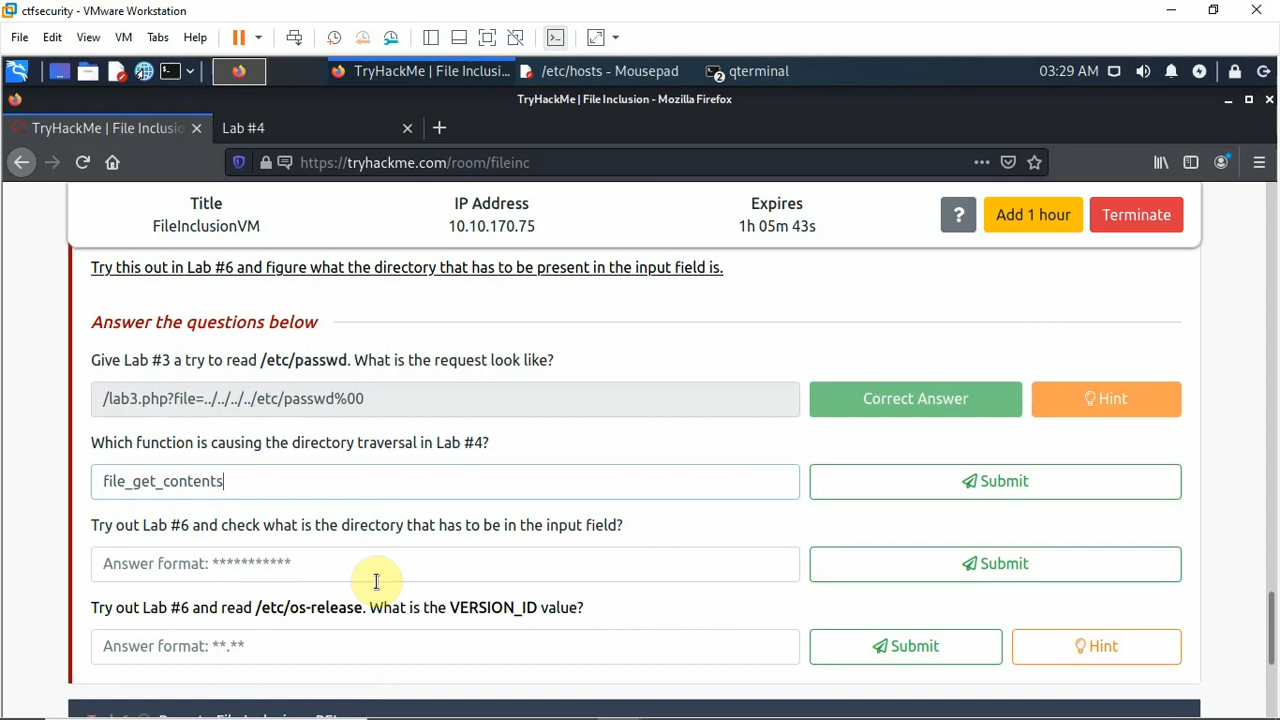 ctfsecurity - VMware Workstation
File Edit View VM Tabs Help
TryHackMe | File Inclusi... /etc/hosts - Mousepad 2 qterminal 03:29 AM
TryHackMe | File Inclusion - Mozilla Firefox
TryHackMe | File Inclusio Lab #4
https://tryhackme.com/room/fileinc
Title IP Address Expires
FileInclusionVM 10.10.170.75 1h 05m 43s ? Add 1 hour Terminate
Try this out in Lab #6 and figure what the directory that has to be present in the input field is.
Answer the questions below
Give Lab #3 a try to read /etc/passwd. What is the request look like?
/lab3.php?file=../../../../etc/passwd%00 Correct Answer Hint
Which function is causing the directory traversal in Lab #4?
file_get_contents Submit
Try out Lab #6 and check what is the directory that has to be in the input field?
Answer format: *********** Submit
Try out Lab #6 and read /etc/os-release. What is the VERSION_ID value?
Answer format: **.** Submit Hint